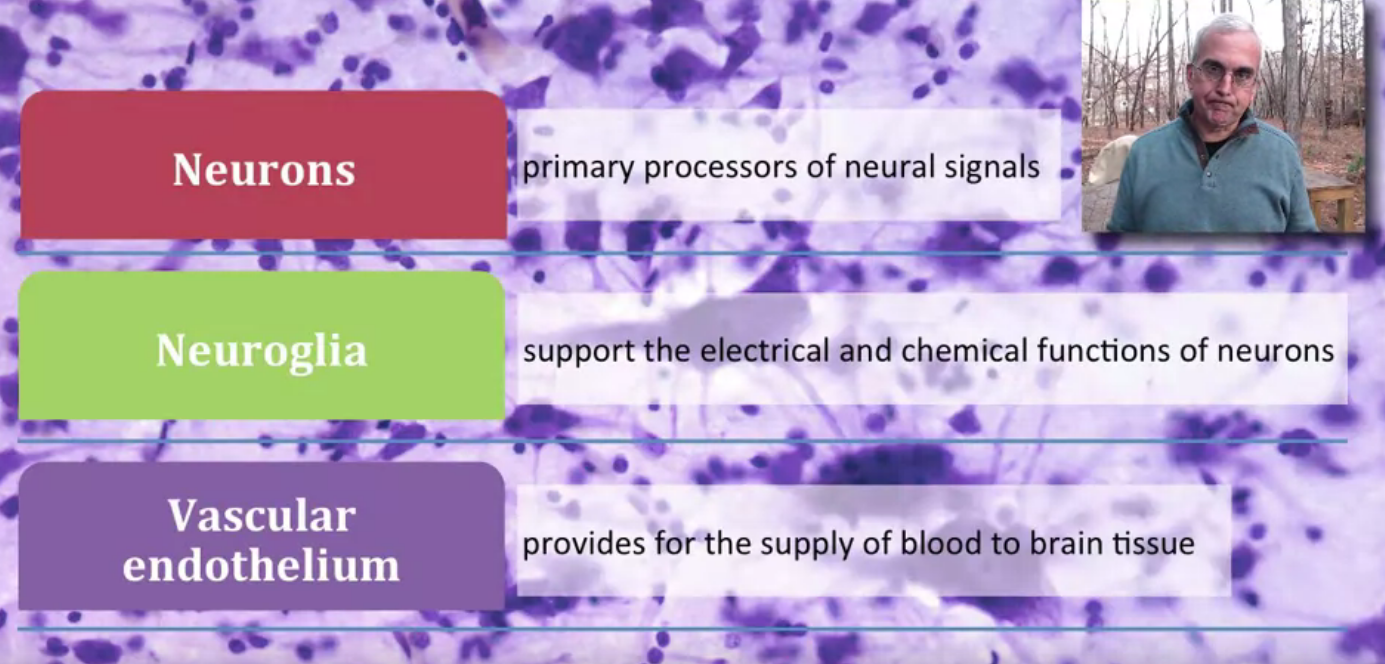 Neurons
primary processors of neural signals
Neuroglia
support the electrical and chemical functions of neurons
Vascular
endothelium
provides for the supply of blood to brain tissue